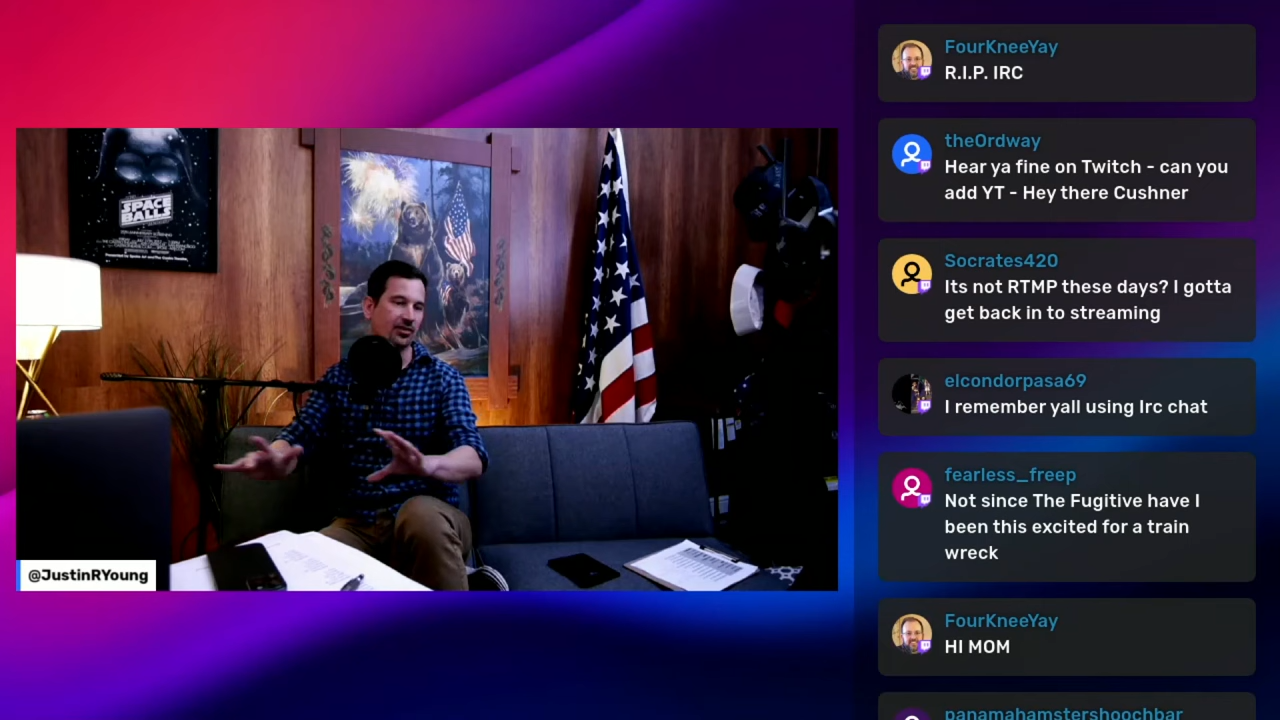 SPACE
BALLS
@JustinRYoung
FourKneeYay
R.I.P. IRC
theOrdway
Hear ya fine on Twitch - can you
add YT - Hey there Cushner
Socrates420
Its not RTMP these days? I gotta
get back in to streaming
elcondorpasa69
I remember yall using Irc chat
fearless_freep
Not since The Fugitive have I
been this excited for a train
wreck
FourKneeYay
HI MOM
panamahamstershoochbar